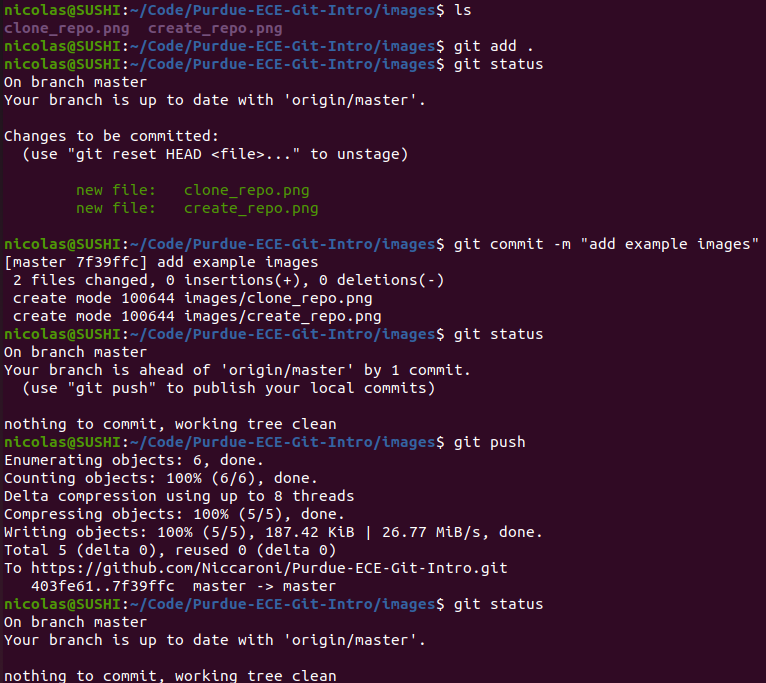 nicolas@SUSHI:~/Code/Purdue-ECE-Git-Intro/images$ ls
clone_repo.png  create_repo.png
nicolas@SUSHI:~/Code/Purdue-ECE-Git-Intro/images$ git add .
nicolas@SUSHI:~/Code/Purdue-ECE-Git-Intro/images$ git status
On branch master
Your branch is up to date with 'origin/master'.

Changes to be committed:
  (use "git reset HEAD <file>..." to unstage)

        new file:   clone_repo.png
        new file:   create_repo.png

nicolas@SUSHI:~/Code/Purdue-ECE-Git-Intro/images$ git commit -m "add example images"
[master 7f39ffc] add example images
 2 files changed, 0 insertions(+), 0 deletions(-)
 create mode 100644 images/clone_repo.png
 create mode 100644 images/create_repo.png
nicolas@SUSHI:~/Code/Purdue-ECE-Git-Intro/images$ git status
On branch master
Your branch is ahead of 'origin/master' by 1 commit.
  (use "git push" to publish your local commits)

nothing to commit, working tree clean
nicolas@SUSHI:~/Code/Purdue-ECE-Git-Intro/images$ git push
Enumerating objects: 6, done.
Counting objects: 100% (6/6), done.
Delta compression using up to 8 threads
Compressing objects: 100% (5/5), done.
Writing objects: 100% (5/5), 187.42 KiB | 26.77 MiB/s, done.
Total 5 (delta 0), reused 0 (delta 0)
To https://github.com/Niccaroni/Purdue-ECE-Git-Intro.git
   403fe61..7f39ffc  master -> master
nicolas@SUSHI:~/Code/Purdue-ECE-Git-Intro/images$ git status
On branch master
Your branch is up to date with 'origin/master'.

nothing to commit, working tree clean